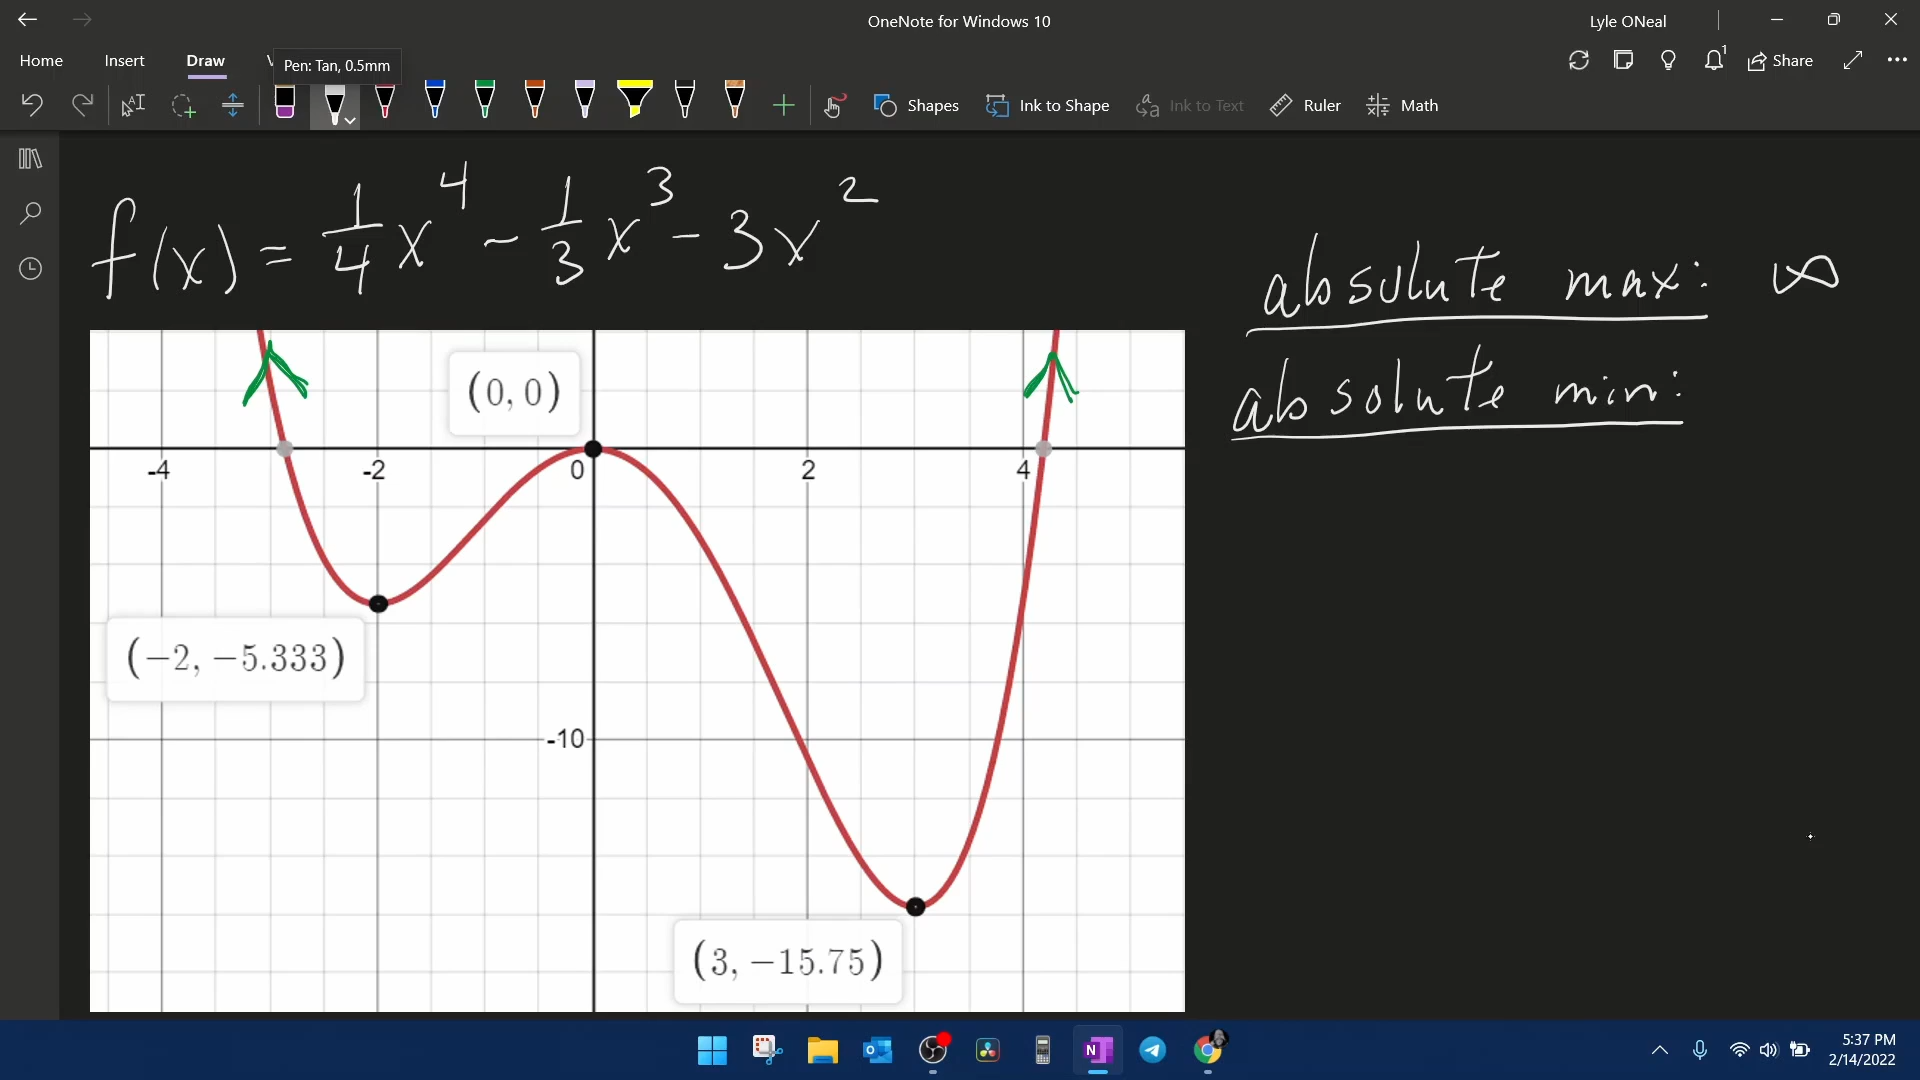 OneNote for Windows 10
Lyle ONeal
Home Insert Draw V
Pen: Tan, 0.5mm
1
Share
Shapes Ink to Shape Ink to Text Ruler Math
f(x) = 1/4 x^4 - 1/3 x^3 - 3x^2
absolute max: ∞
absolute min:
(0, 0)
-4 -2 0 2 4
(−2, −5.333)
-10
(3, −15.75)
5:37 PM
2/14/2022